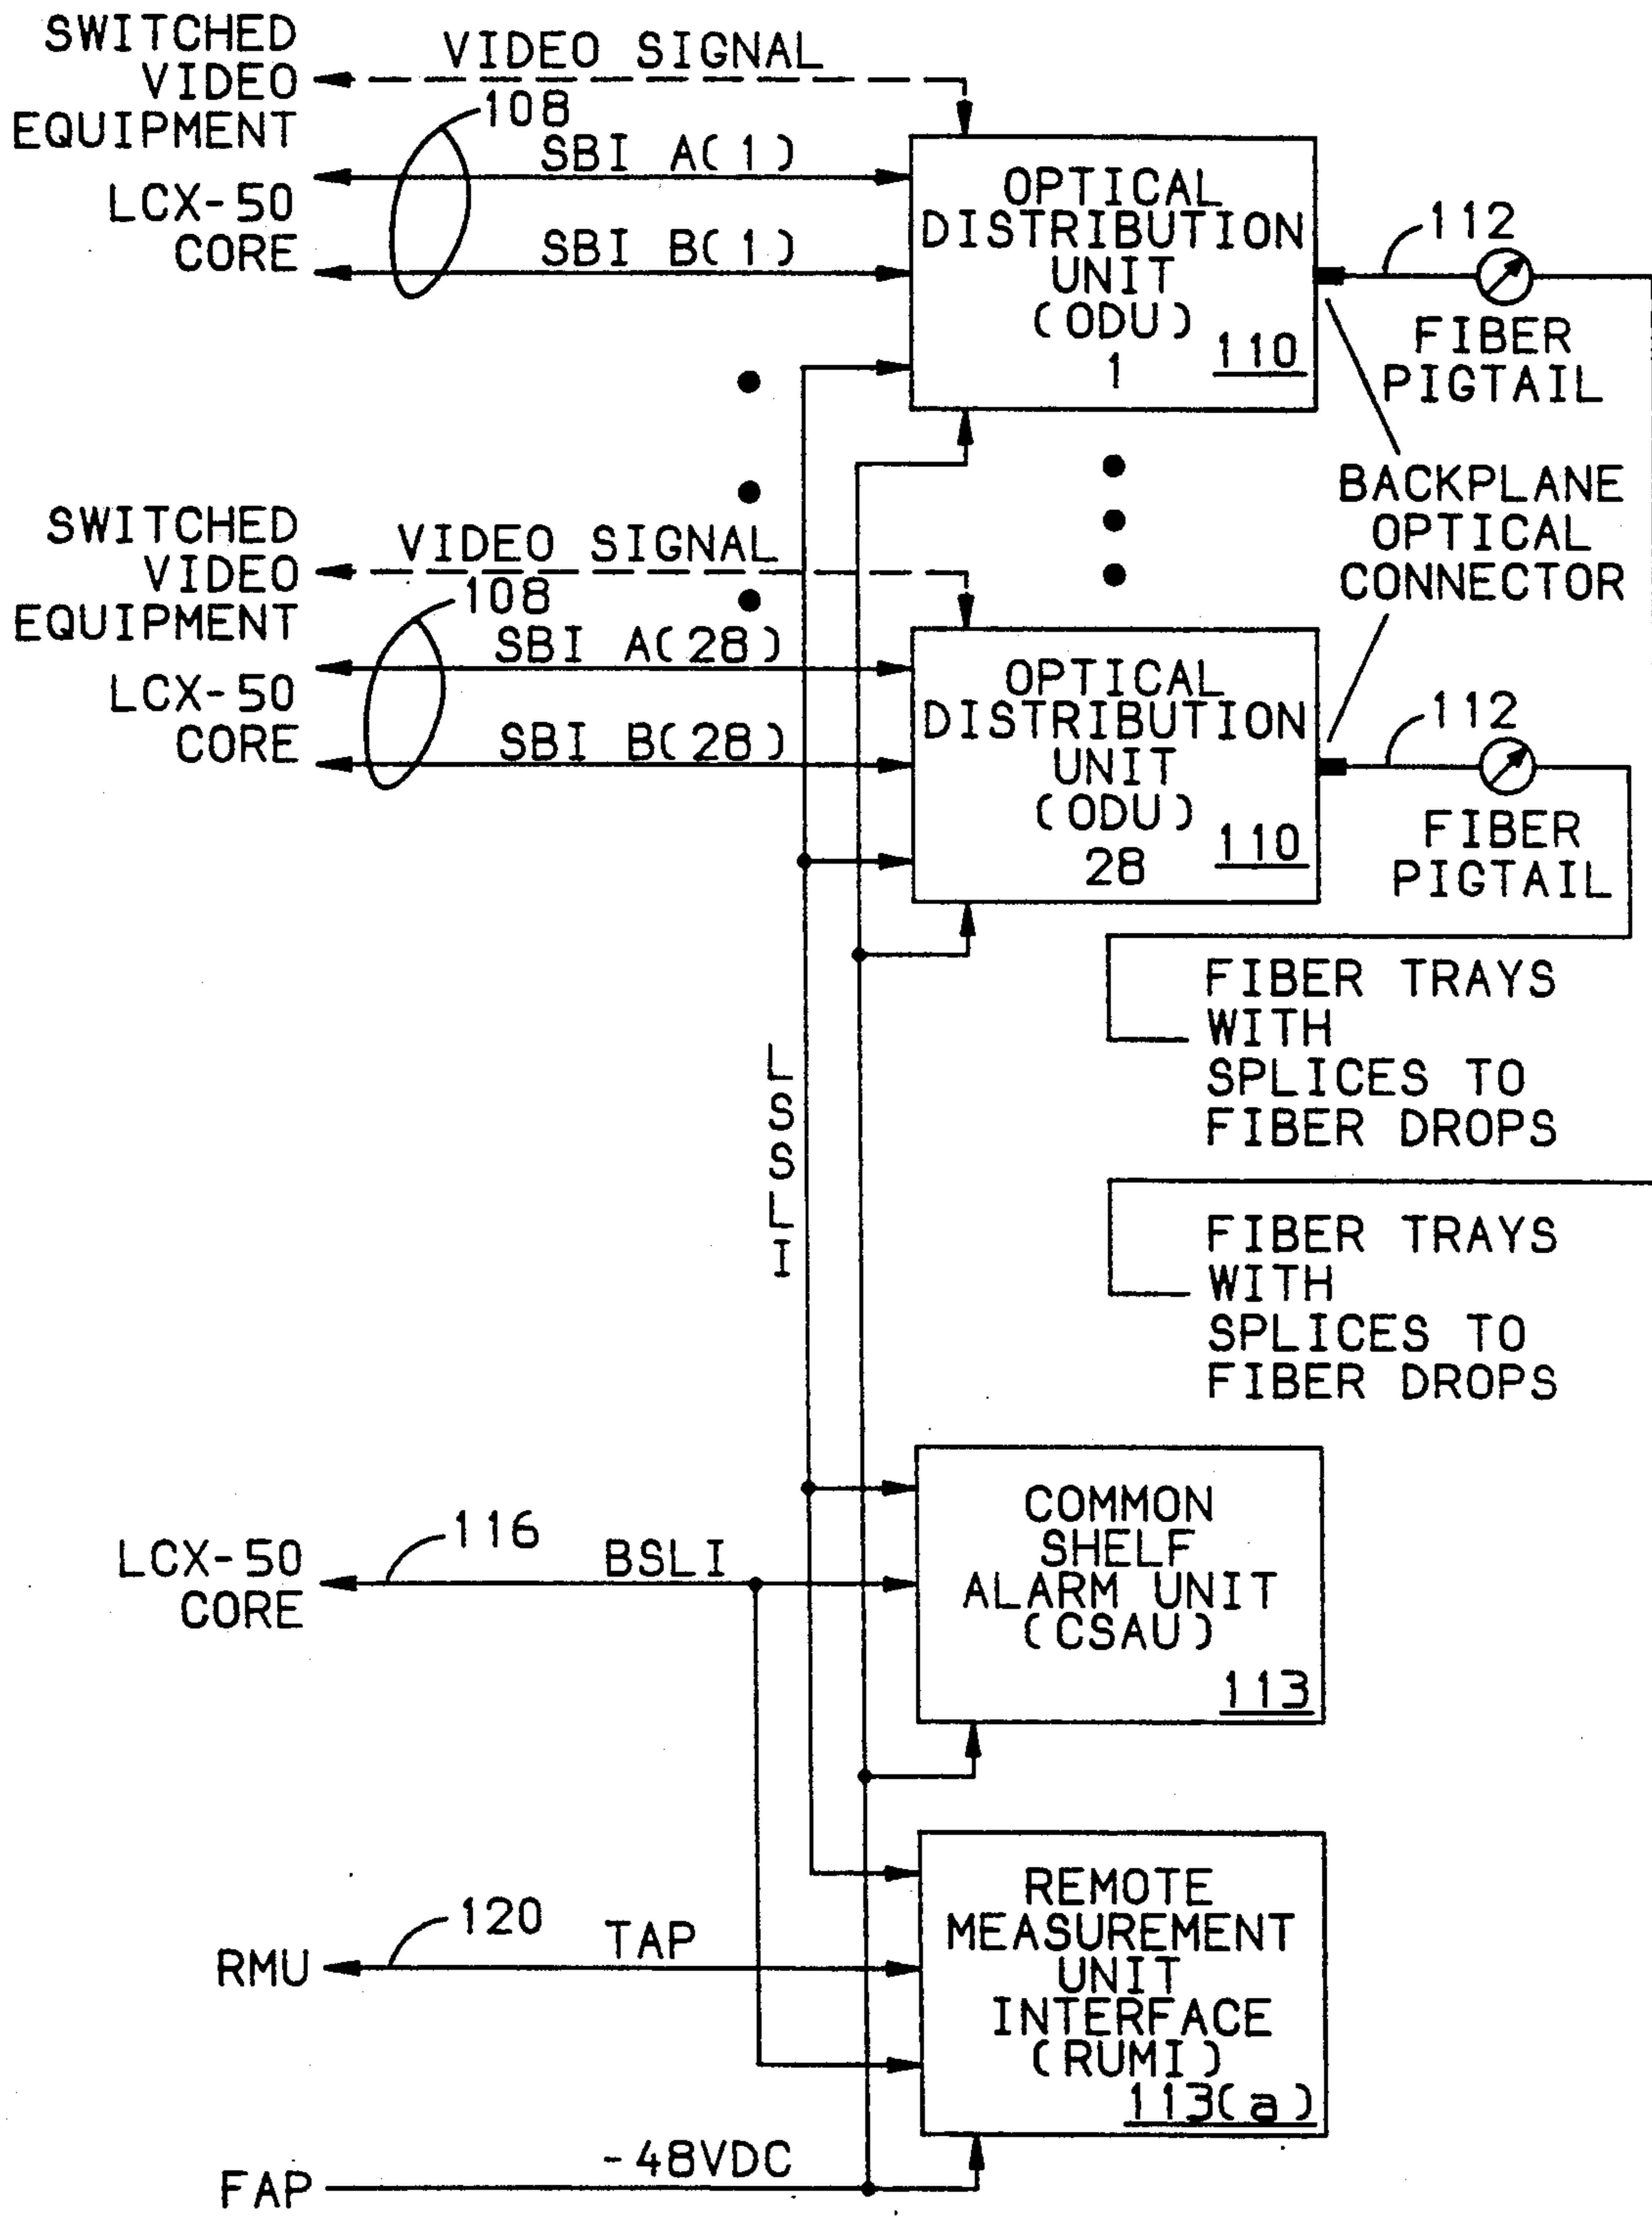 SWITCHED
VIDEO
EQUIPMENT
VIDEO SIGNAL
108
SBI A(1)
LCX-50
CORE
SBI B(1)
OPTICAL
DISTRIBUTION
UNIT
(ODU)
1
110
112
FIBER
PIGTAIL
BACKPLANE
OPTICAL
CONNECTOR
SWITCHED
VIDEO
EQUIPMENT
VIDEO SIGNAL
108
SBI A(28)
LCX-50
CORE
SBI B(28)
OPTICAL
DISTRIBUTION
UNIT
(ODU)
28
110
112
FIBER
PIGTAIL
FIBER TRAYS
WITH
SPLICES TO
FIBER DROPS
LSSLI
FIBER TRAYS
WITH
SPLICES TO
FIBER DROPS
LCX-50
CORE
116
BSLI
COMMON
SHELF
ALARM UNIT
(CSAU)
113
RMU
120
TAP
REMOTE
MEASUREMENT
UNIT
INTERFACE
(RUMI)
113(a)
FAP
-48VDC